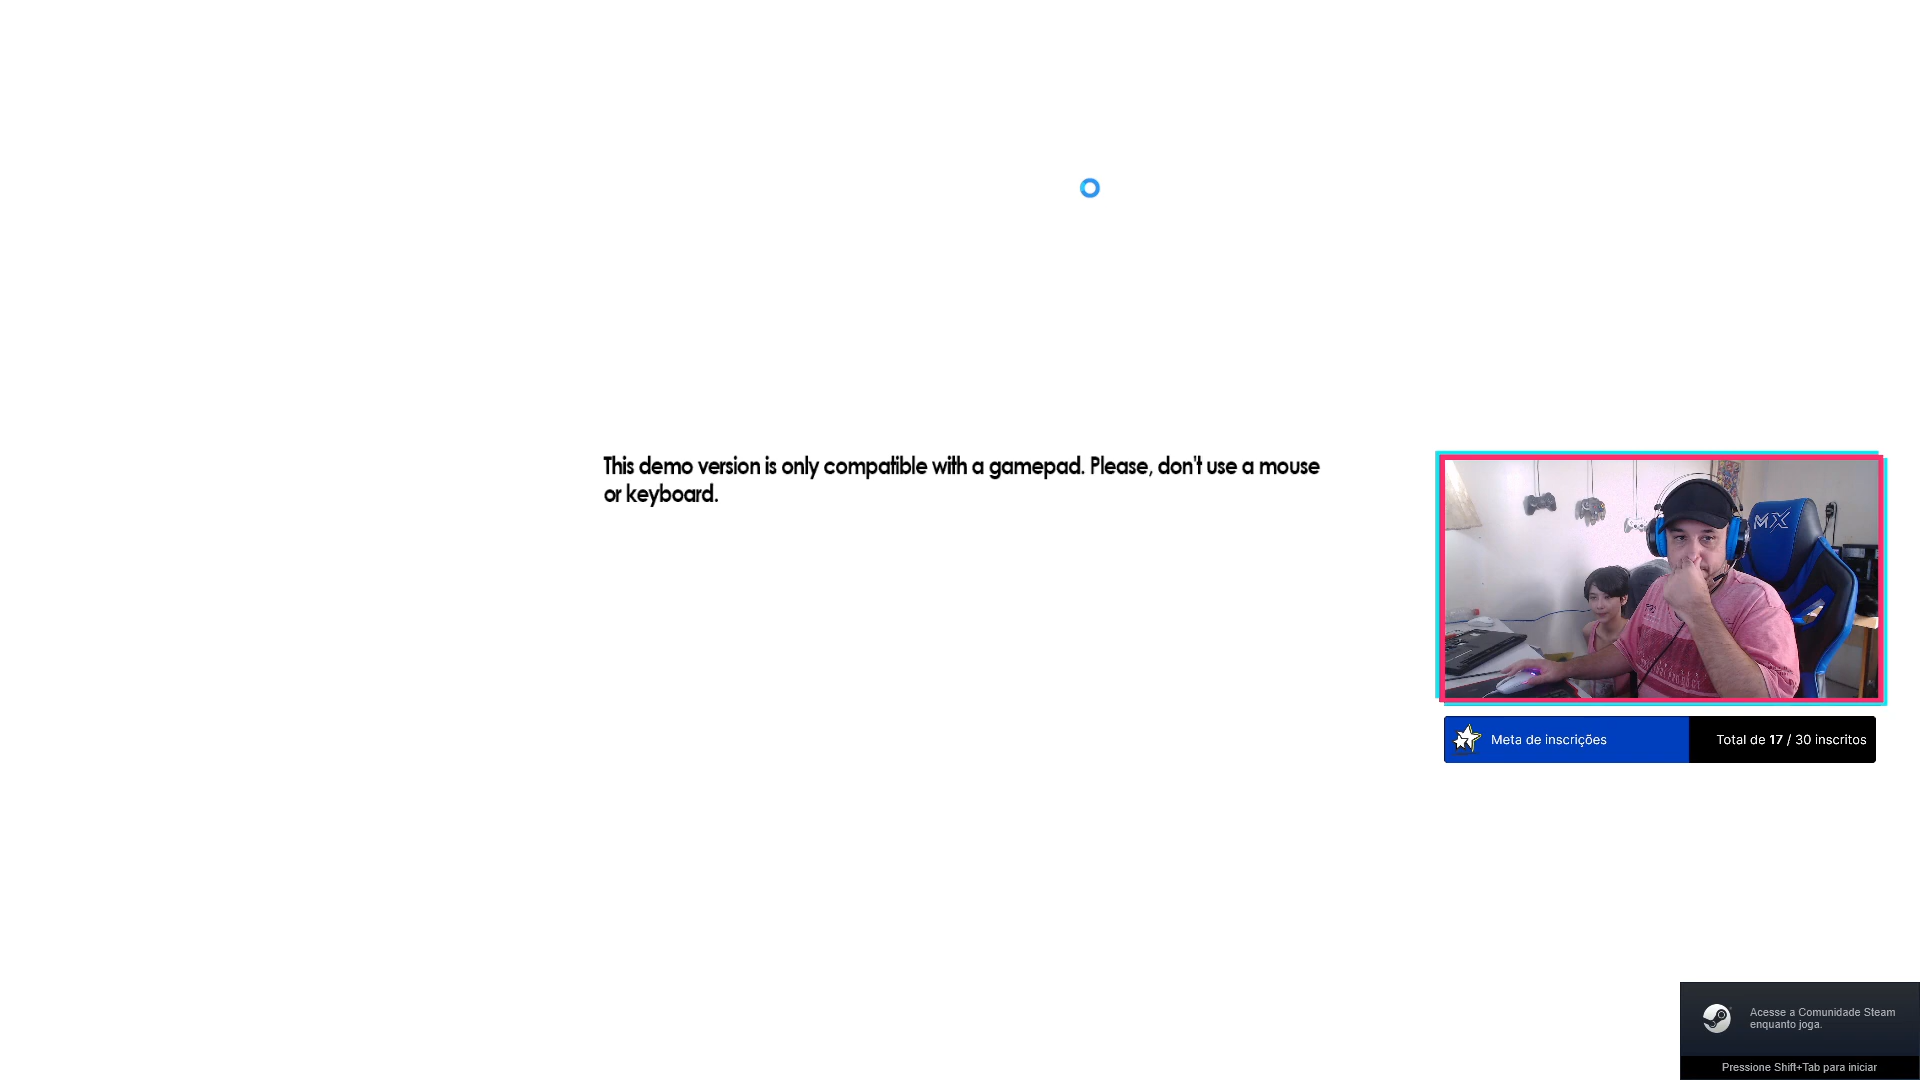 This demo version is only compatible with a gamepad. Please, don't use a mouse
or keyboard.
MX
Meta de inscrições
Total de 17 / 30 inscritos
Acesse a Comunidade Steam
enquanto joga.
Pressione Shift+Tab para iniciar